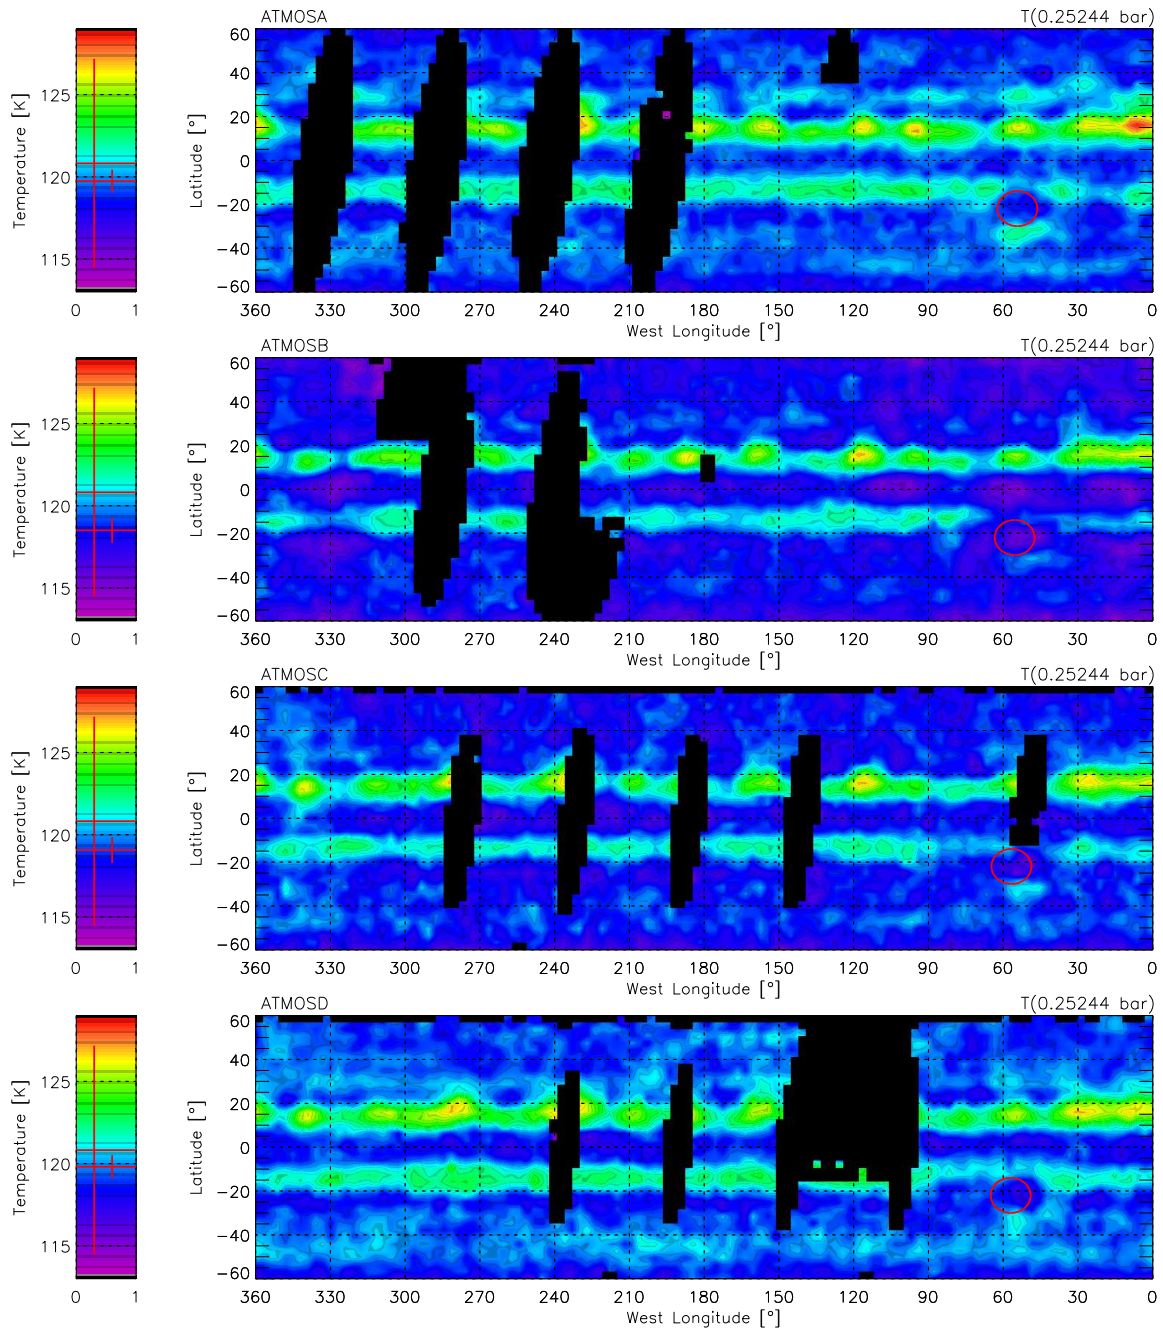 ATMOSA T(0.25244 bar)
Temperature [K]
125
120
115
0 1
Latitude [°]
60
40
20
0
−20
−40
−60
360 330 300 270 240 210 180 150 120 90 60 30 0
West Longitude [°]
ATMOSB T(0.25244 bar)
Temperature [K]
125
120
115
0 1
Latitude [°]
60
40
20
0
−20
−40
−60
360 330 300 270 240 210 180 150 120 90 60 30 0
West Longitude [°]
ATMOSC T(0.25244 bar)
Temperature [K]
125
120
115
0 1
Latitude [°]
60
40
20
0
−20
−40
−60
360 330 300 270 240 210 180 150 120 90 60 30 0
West Longitude [°]
ATMOSD T(0.25244 bar)
Temperature [K]
125
120
115
0 1
Latitude [°]
60
40
20
0
−20
−40
−60
360 330 300 270 240 210 180 150 120 90 60 30 0
West Longitude [°]